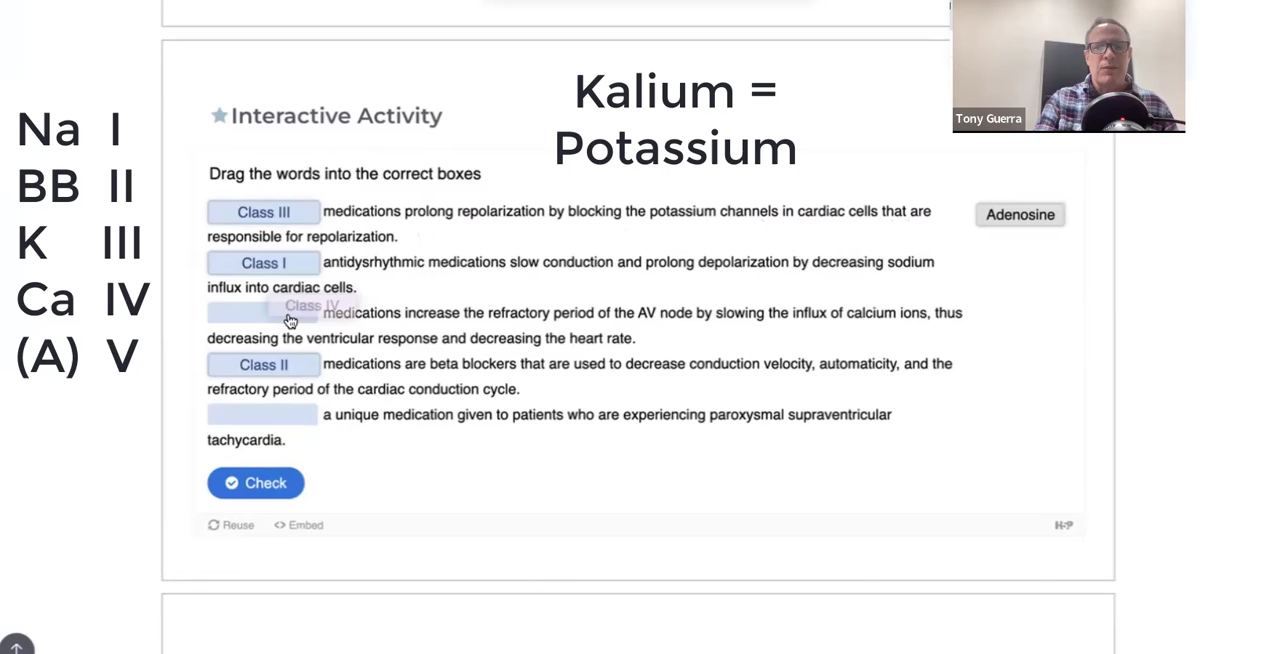 Na I
BB II
K III
Ca IV
(A) V
Kalium =
Potassium
Tony Guerra
Interactive Activity
Drag the words into the correct boxes
Class III medications prolong repolarization by blocking the potassium channels in cardiac cells that are
responsible for repolarization.
Adenosine
Class I antidysrhythmic medications slow conduction and prolong depolarization by decreasing sodium
influx into cardiac cells.
Class IV
medications increase the refractory period of the AV node by slowing the influx of calcium ions, thus
decreasing the ventricular response and decreasing the heart rate.
Class II medications are beta blockers that are used to decrease conduction velocity, automaticity, and the
refractory period of the cardiac conduction cycle.
a unique medication given to patients who are experiencing paroxysmal supraventricular
tachycardia.
Check
Reuse <> Embed
H5P